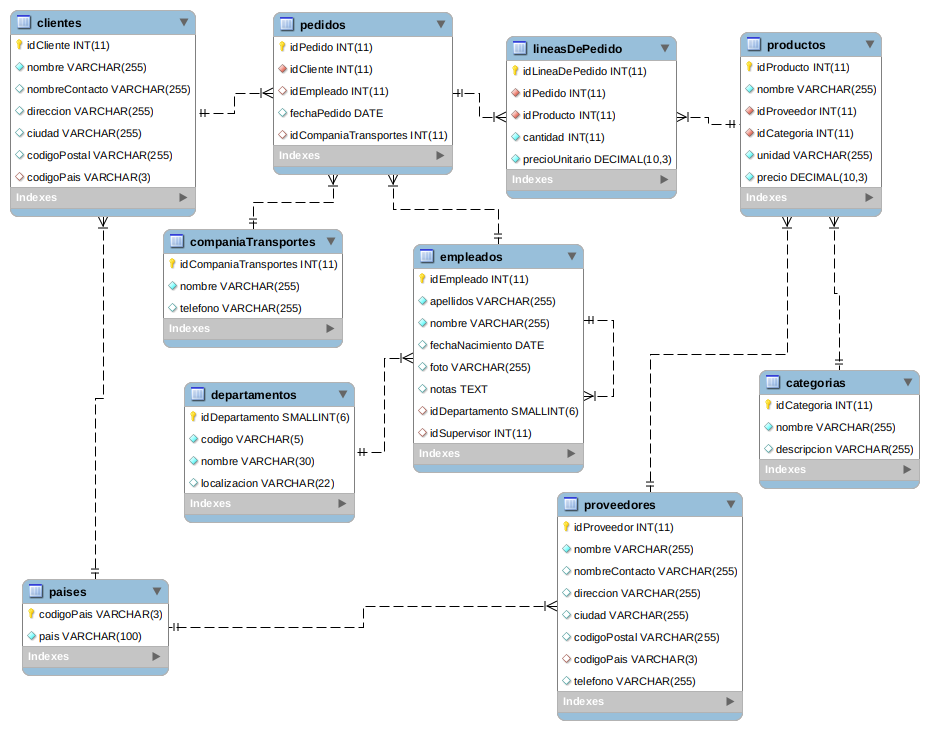 clientes
idCliente INT(11)
nombre VARCHAR(255)
nombreContacto VARCHAR(255)
direccion VARCHAR(255)
ciudad VARCHAR(255)
codigoPostal VARCHAR(255)
codigoPais VARCHAR(3)
Indexes
pedidos
idPedido INT(11)
idCliente INT(11)
idEmpleado INT(11)
fechaPedido DATE
idCompaniaTransportes INT(11)
Indexes
lineasDePedido
idLineaDePedido INT(11)
idPedido INT(11)
idProducto INT(11)
cantidad INT(11)
precioUnitario DECIMAL(10,3)
Indexes
productos
idProducto INT(11)
nombre VARCHAR(255)
idProveedor INT(11)
idCategoria INT(11)
unidad VARCHAR(255)
precio DECIMAL(10,3)
Indexes
companiaTransportes
idCompaniaTransportes INT(11)
nombre VARCHAR(255)
telefono VARCHAR(255)
Indexes
empleados
idEmpleado INT(11)
apellidos VARCHAR(255)
nombre VARCHAR(255)
fechaNacimiento DATE
foto VARCHAR(255)
notas TEXT
idDepartamento SMALLINT(6)
idSupervisor INT(11)
Indexes
departamentos
idDepartamento SMALLINT(6)
codigo VARCHAR(5)
nombre VARCHAR(30)
localizacion VARCHAR(22)
Indexes
categorias
idCategoria INT(11)
nombre VARCHAR(255)
descripcion VARCHAR(255)
Indexes
proveedores
idProveedor INT(11)
nombre VARCHAR(255)
nombreContacto VARCHAR(255)
direccion VARCHAR(255)
ciudad VARCHAR(255)
codigoPostal VARCHAR(255)
codigoPais VARCHAR(3)
telefono VARCHAR(255)
Indexes
paises
codigoPais VARCHAR(3)
pais VARCHAR(100)
Indexes